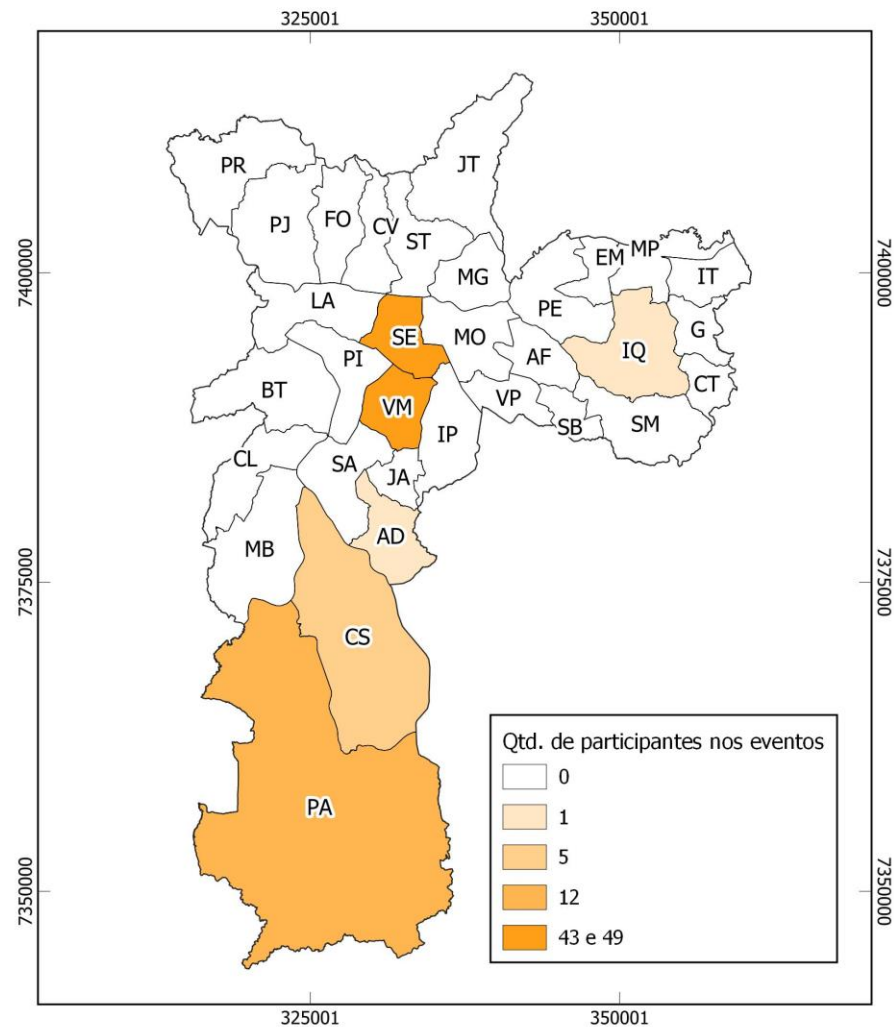 325001 350001
PR
JT
PJ
FO
CV
ST
EM
MP
IT
7400000
7400000
MG
LA
PE
SE
MO
G
PI
AF
IQ
CT
BT
VM
VP
SB
SM
IP
CL
SA
JA
AD
MB
7375000
7375000
CS
Qtd. de participantes nos eventos
0
1
5
12
43 e 49
PA
7350000
7350000
325001 350001